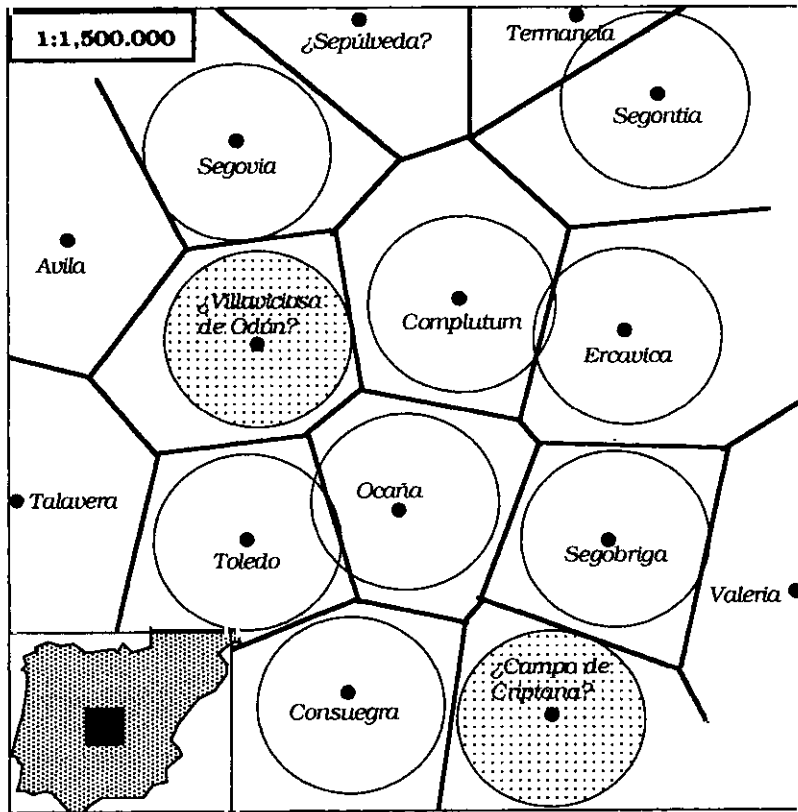 1:1,500.000
¿Sepúlveda?
Termancia
Segontia
Segovia
Avila
¿Villaviciosa
de Odón?
Complutum
Ercavica
Talavera
Ocaña
Toledo
Segobriga
Valeria
¿Campo de
Criptana?
Consuegra